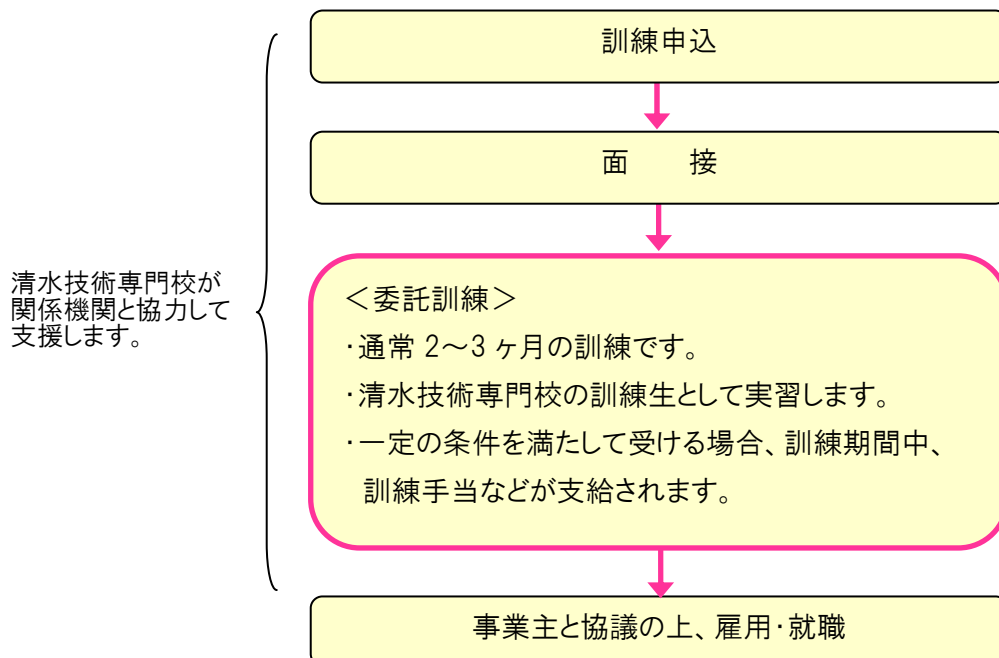 訓練申込
面　　接
清水技術専門校が
関係機関と協力して
支援します。
＜委託訓練＞
・通常 2～3 ヶ月の訓練です。
・清水技術専門校の訓練生として実習します。
・一定の条件を満たして受ける場合、訓練期間中、
訓練手当などが支給されます。
事業主と協議の上、雇用・就職